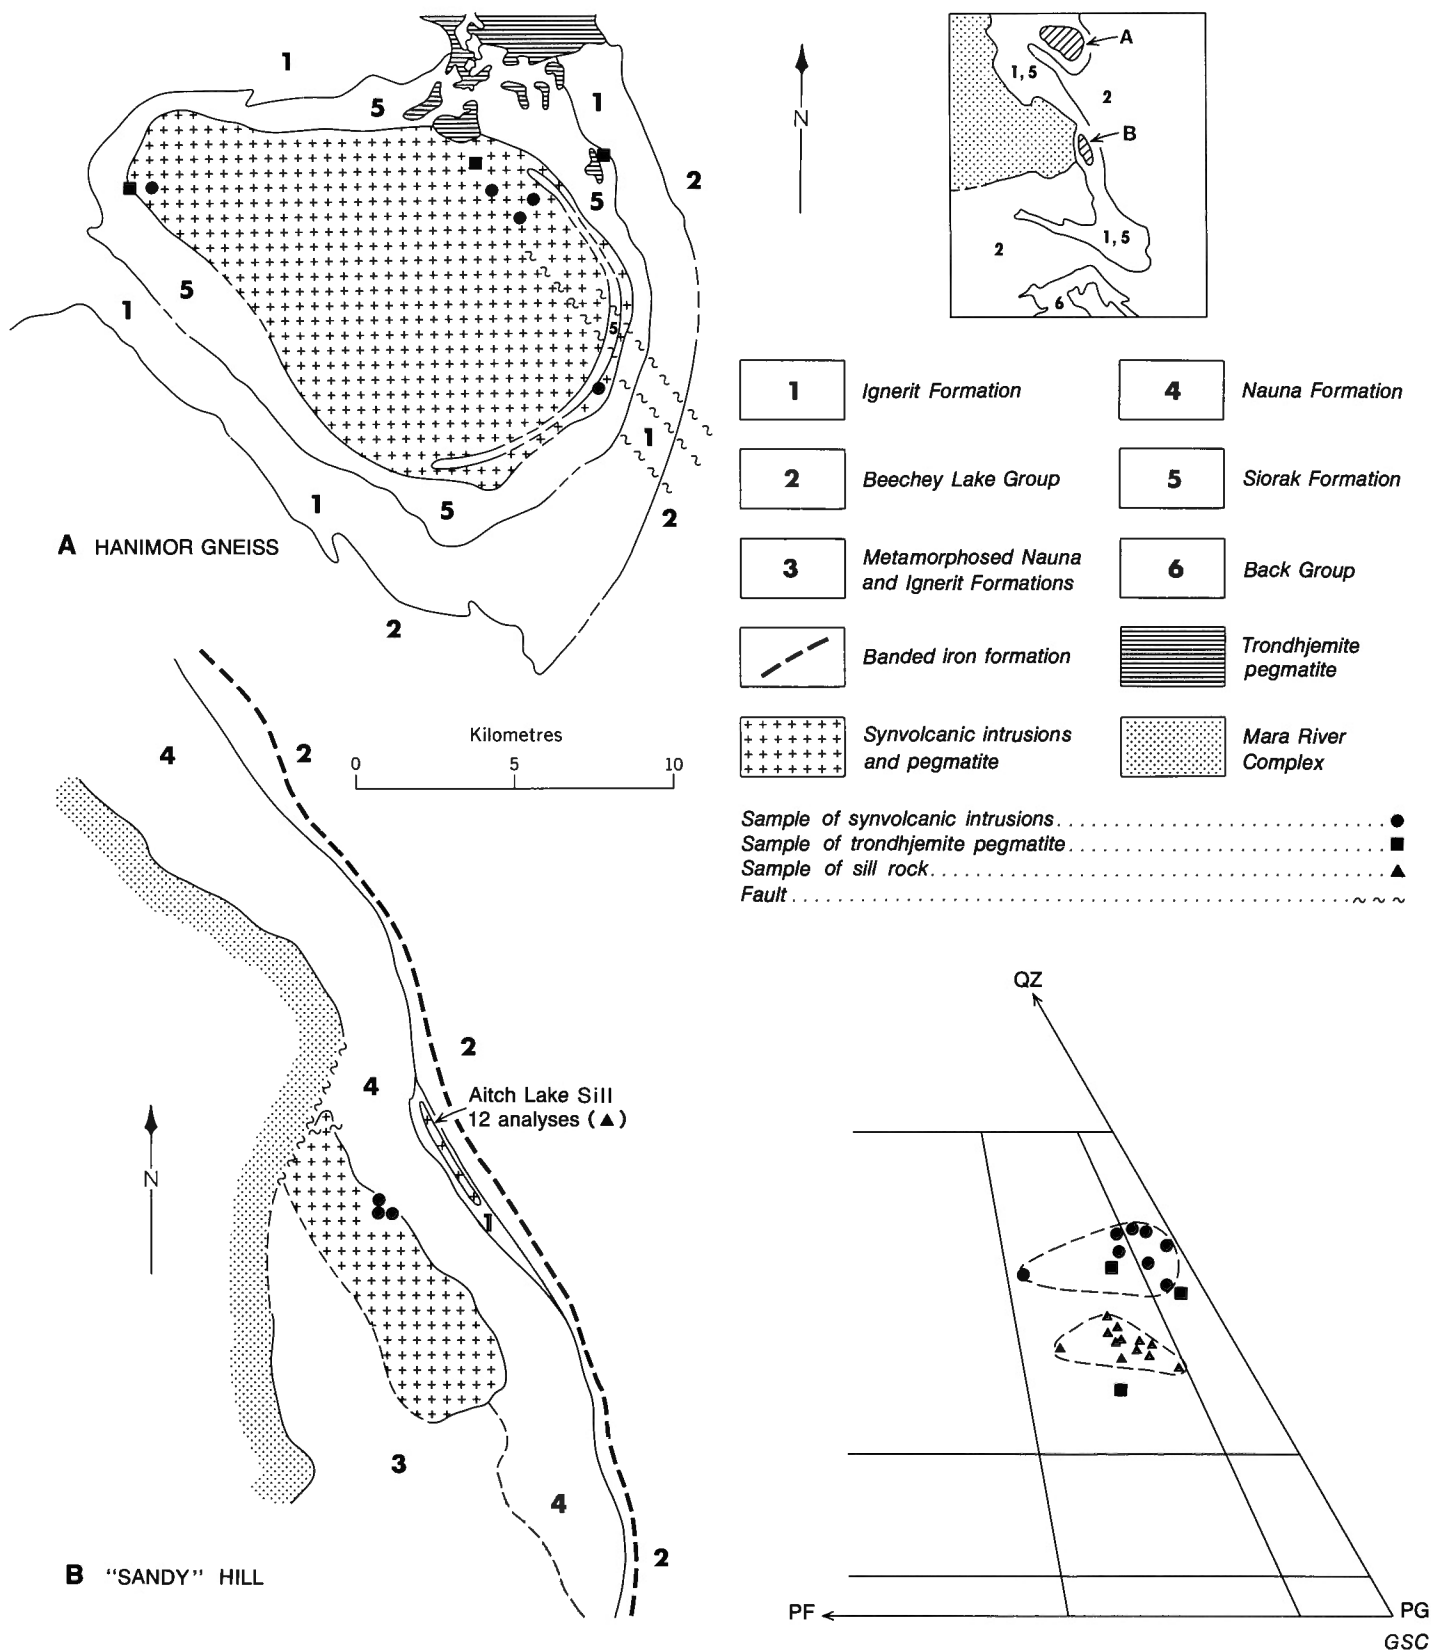 1
5
1
2
5
1
5
5
1
1
5
2
2
A HANIMOR GNEISS
N
A
1, 5
2
B
2
1, 5
6
1 Ignerit Formation
4 Nauna Formation
2 Beechey Lake Group
5 Siorak Formation
3 Metamorphosed Nauna
and Ignerit Formations
6 Back Group
Banded iron formation
Trondhjemite
pegmatite
Synvolcanic intrusions
and pegmatite
Mara River
Complex
Sample of synvolcanic intrusions
Sample of trondhjemite pegmatite
Sample of sill rock
Fault
Kilometres
0 5 10
4
2
2
4
Aitch Lake Sill
12 analyses (▲)
N
1
3
4
2
B "SANDY" HILL
QZ
PF
PG
GSC